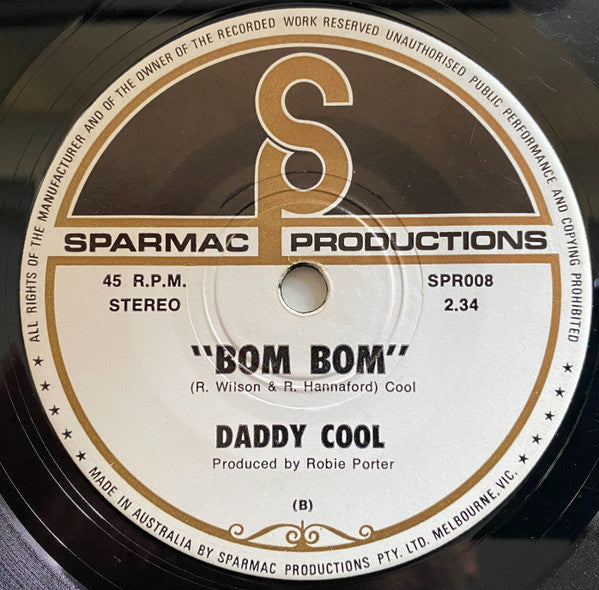 ALL RIGHTS OF THE MANUFACTURER AND OF THE OWNER OF THE RECORDED WORK RESERVED UNAUTHORISED PUBLIC PERFORMANCE AND COPYING PROHIBITED
SP
SPARMAC PRODUCTIONS
45 R.P.M. SPR008
STEREO 2.34
"BOM BOM"
(R. Wilson & R. Hannaford) Cool
DADDY COOL
Produced by Robie Porter
(B)
★ ★ ★ ★ MADE IN AUSTRALIA BY SPARMAC PRODUCTIONS PTY. LTD. MELBOURNE, VIC. ★ ★ ★ ★